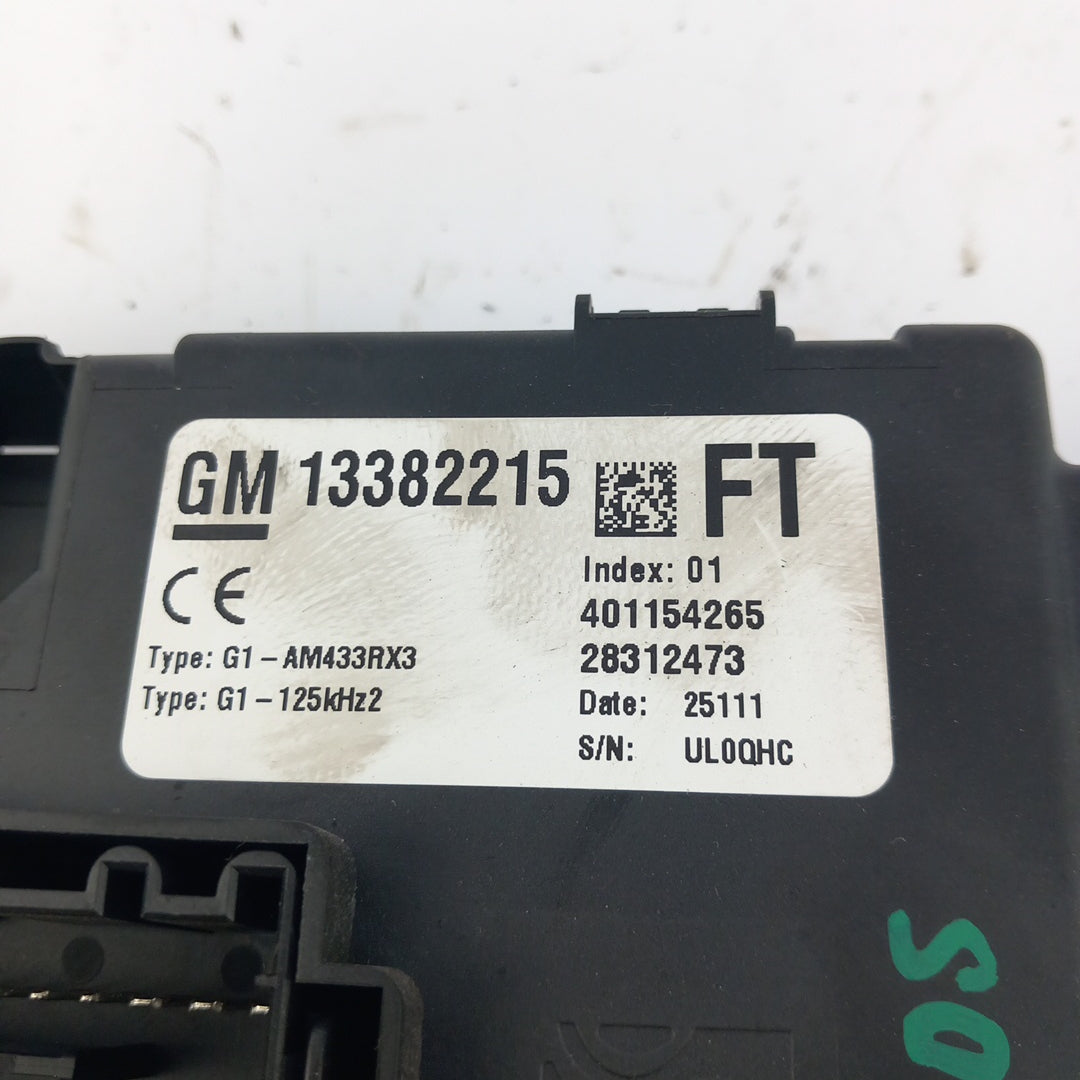 GM 13382215 FT
CE
Type: G1-AM433RX3
Type: G1-125kHz2
Index: 01
401154265
28312473
Date: 25111
S/N: UL0QHC